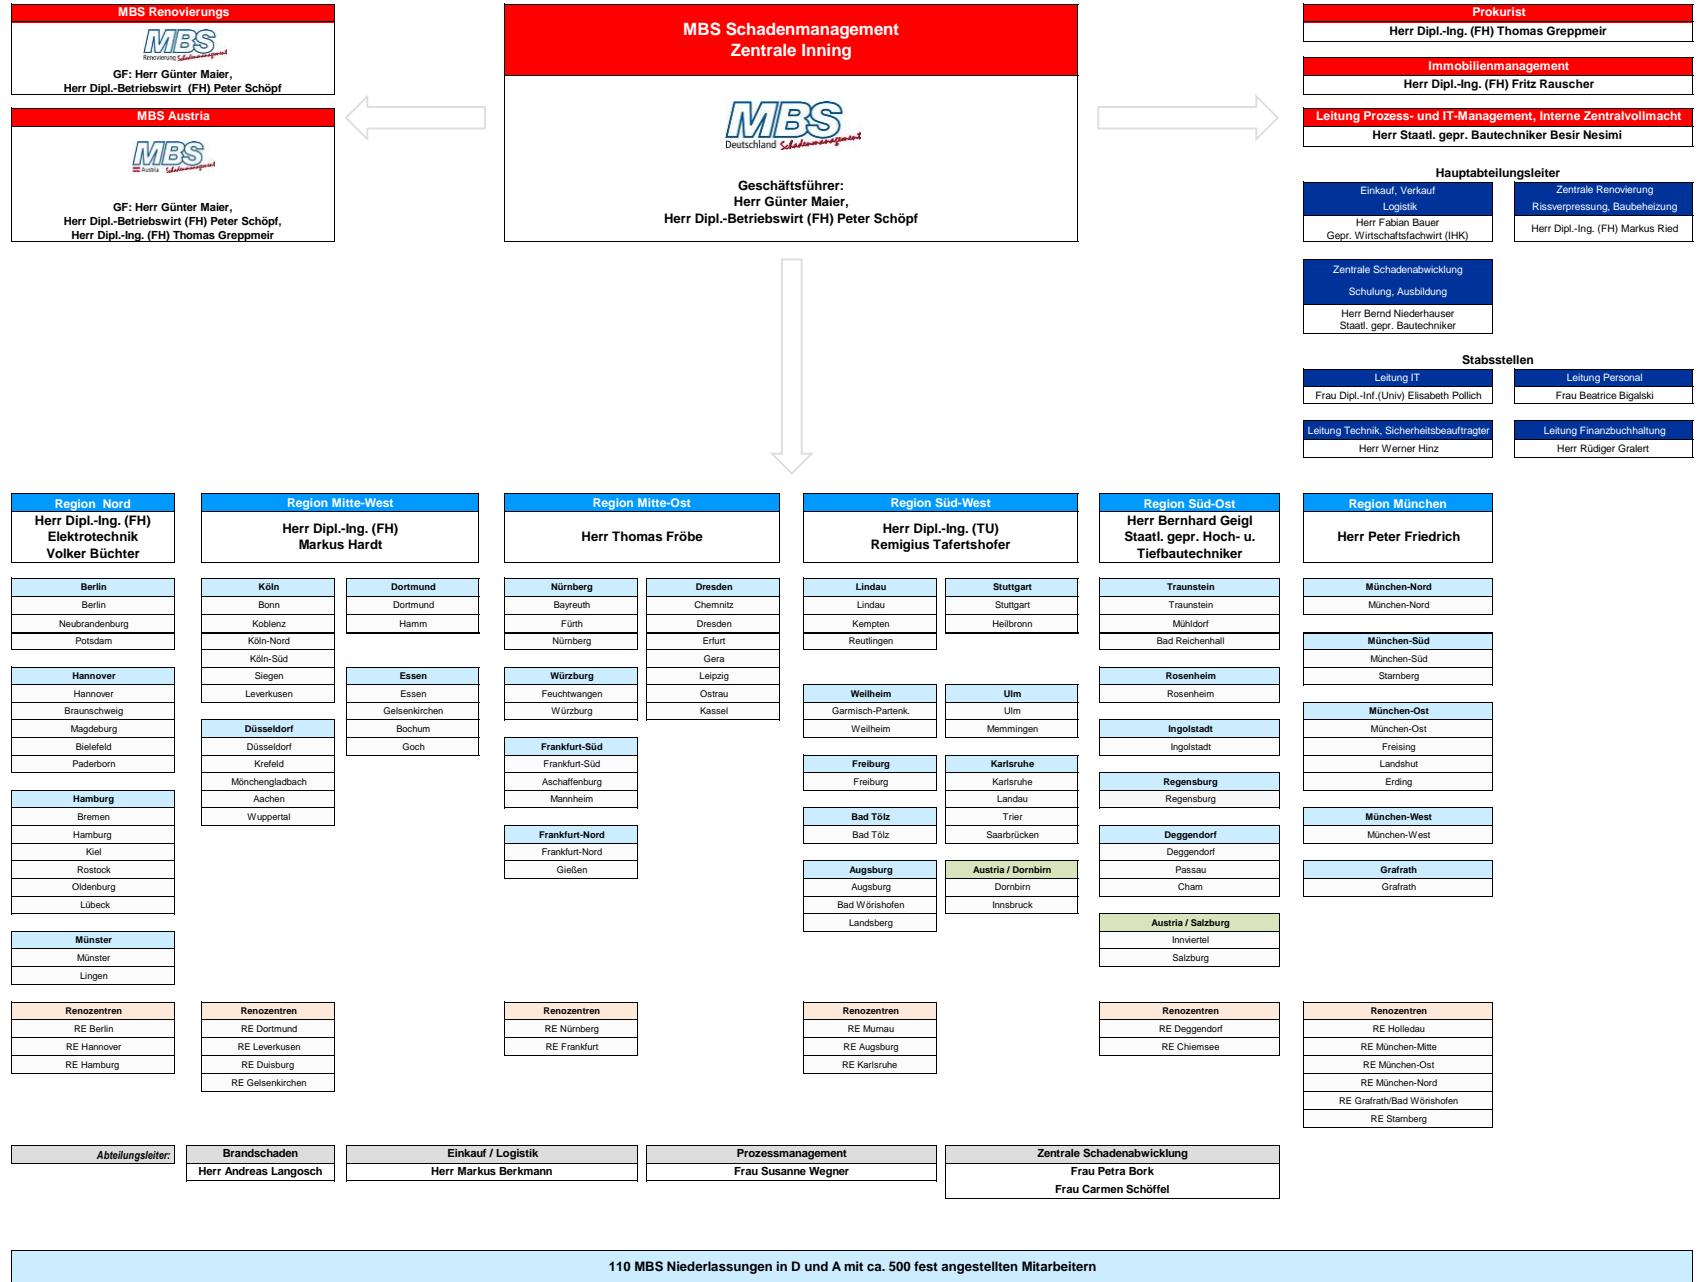 MBS Renovierungs
MBS
Renovierung Schadenmanagement
GF: Herr Günter Maier,
Herr Dipl.-Betriebswirt (FH) Peter Schöpf
MBS Austria
MBS
Austria Schadenmanagement
GF: Herr Günter Maier,
Herr Dipl.-Betriebswirt (FH) Peter Schöpf,
Herr Dipl.-Ing. (FH) Thomas Greppmeir
MBS Schadenmanagement
Zentrale Inning
MBS
Deutschland Schadenmanagement
Geschäftsführer:
Herr Günter Maier,
Herr Dipl.-Betriebswirt (FH) Peter Schöpf
Prokurist
Herr Dipl.-Ing. (FH) Thomas Greppmeir
Immobilienmanagement
Herr Dipl.-Ing. (FH) Fritz Rauscher
Leitung Prozess- und IT-Management, Interne Zentralvollmacht
Herr Staatl. gepr. Bautechniker Besir Nesimi
Hauptabteilungsleiter
Einkauf, Verkauf
Logistik
Herr Fabian Bauer
Gepr. Wirtschaftsfachwirt (IHK)
Zentrale Renovierung
Rissverpressung, Baubeheizung
Herr Dipl.-Ing. (FH) Markus Ried
Zentrale Schadenabwicklung
Schulung, Ausbildung
Herr Bernd Niederhauser
Staatl. gepr. Bautechniker
Stabsstellen
Leitung IT
Frau Dipl.-Inf.(Univ) Elisabeth Pollich
Leitung Personal
Frau Beatrice Bigalski
Leitung Technik, Sicherheitsbeauftragter
Herr Werner Hinz
Leitung Finanzbuchhaltung
Herr Rüdiger Gralert
Region Nord
Herr Dipl.-Ing. (FH)
Elektrotechnik
Volker Büchter
Berlin
Berlin
Neubrandenburg
Potsdam
Hannover
Hannover
Braunschweig
Magdeburg
Bielefeld
Paderborn
Hamburg
Bremen
Hamburg
Kiel
Rostock
Oldenburg
Lübeck
Münster
Münster
Lingen
Renozentren
RE Berlin
RE Hannover
RE Hamburg
Region Mitte-West
Herr Dipl.-Ing. (FH)
Markus Hardt
Köln
Bonn
Koblenz
Köln-Nord
Köln-Süd
Siegen
Leverkusen
Düsseldorf
Düsseldorf
Krefeld
Mönchengladbach
Aachen
Wuppertal
Dortmund
Dortmund
Hamm
Essen
Essen
Gelsenkirchen
Bochum
Goch
Renozentren
RE Dortmund
RE Leverkusen
RE Duisburg
RE Gelsenkirchen
Region Mitte-Ost
Herr Thomas Fröbe
Nürnberg
Bayreuth
Fürth
Nürnberg
Würzburg
Feuchtwangen
Würzburg
Frankfurt-Süd
Frankfurt-Süd
Aschaffenburg
Mannheim
Frankfurt-Nord
Frankfurt-Nord
Gießen
Dresden
Chemnitz
Dresden
Erfurt
Gera
Leipzig
Ostrau
Kassel
Renozentren
RE Nürnberg
RE Frankfurt
Region Süd-West
Herr Dipl.-Ing. (TU)
Remigius Tafertshofer
Lindau
Lindau
Kempten
Reutlingen
Weilheim
Garmisch-Partenk.
Weilheim
Freiburg
Freiburg
Bad Tölz
Bad Tölz
Augsburg
Augsburg
Bad Wörishofen
Landsberg
Stuttgart
Stuttgart
Heilbronn
Ulm
Ulm
Memmingen
Karlsruhe
Karlsruhe
Landau
Trier
Saarbrücken
Austria / Dornbirn
Dornbirn
Innsbruck
Renozentren
RE Murnau
RE Augsburg
RE Karlsruhe
Region Süd-Ost
Herr Bernhard Geigl
Staatl. gepr. Hoch- u.
Tiefbautechniker
Traunstein
Traunstein
Mühldorf
Bad Reichenhall
Rosenheim
Rosenheim
Ingolstadt
Ingolstadt
Regensburg
Regensburg
Deggendorf
Deggendorf
Passau
Cham
Austria / Salzburg
Innviertel
Salzburg
Renozentren
RE Deggendorf
RE Chiemsee
Region München
Herr Peter Friedrich
München-Nord
München-Nord
München-Süd
München-Süd
Starnberg
München-Ost
München-Ost
Freising
Landshut
Erding
München-West
München-West
Grafrath
Grafrath
Renozentren
RE Holledau
RE München-Mitte
RE München-Ost
RE München-Nord
RE Grafrath/Bad Wörishofen
RE Starnberg
Abteilungsleiter:
Brandschaden
Herr Andreas Langosch
Einkauf / Logistik
Herr Markus Berkmann
Prozessmanagement
Frau Susanne Wegner
Zentrale Schadenabwicklung
Frau Petra Bork
Frau Carmen Schöffel
110 MBS Niederlassungen in D und A mit ca. 500 fest angestellten Mitarbeitern